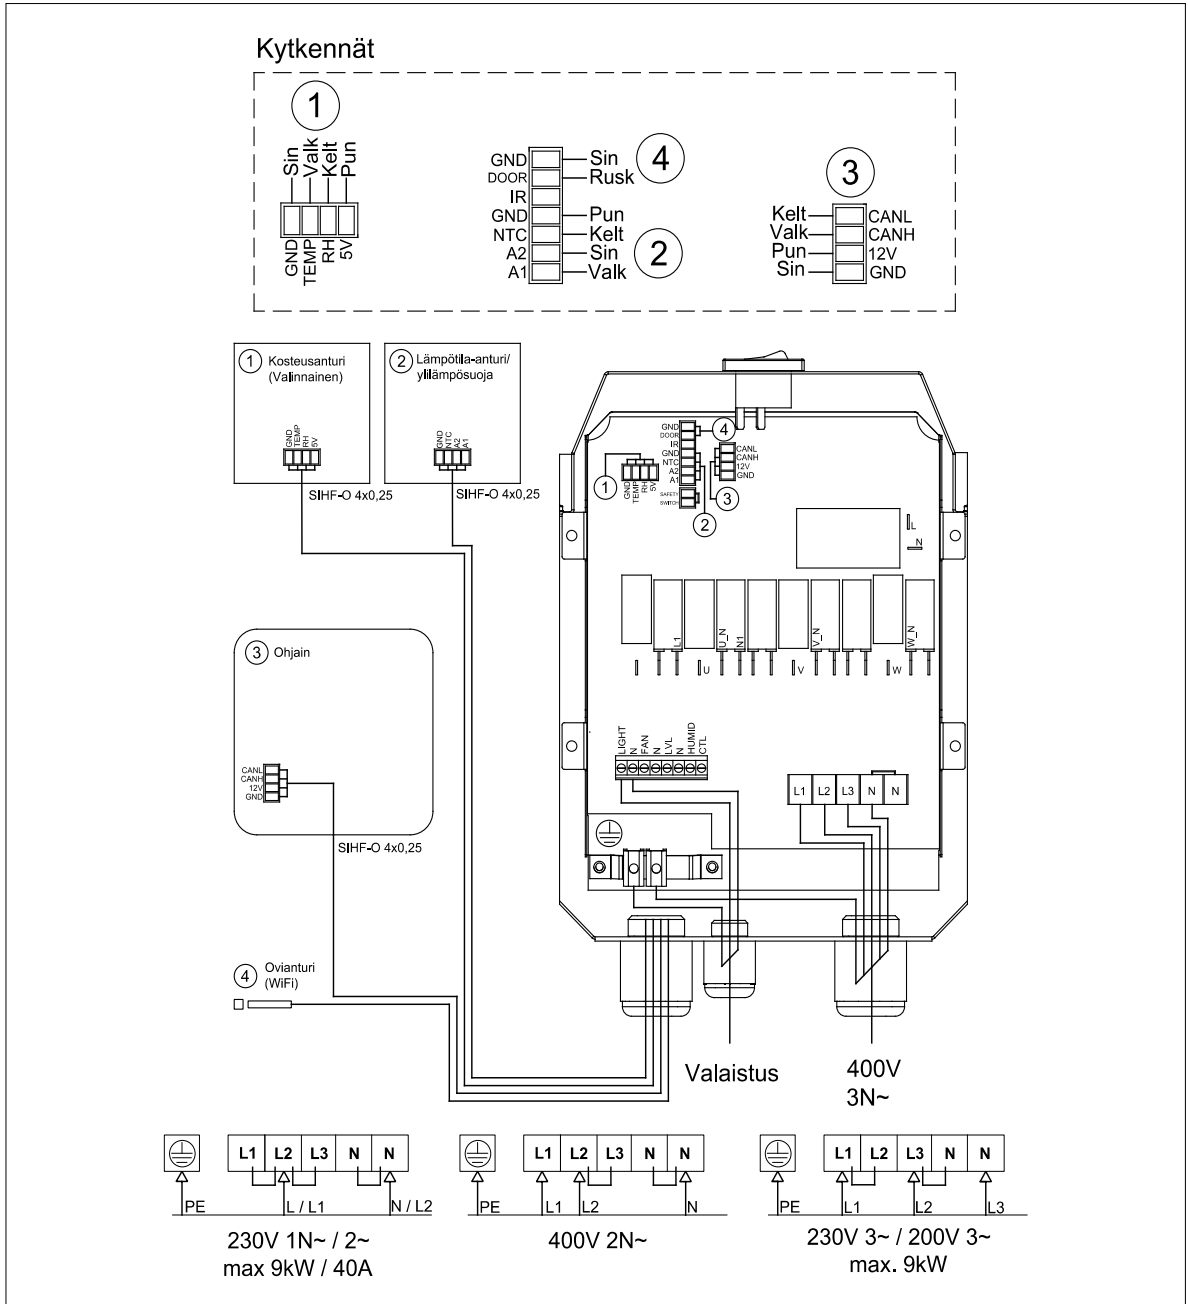 Kytkennät
1
Sin
Valk
Kelt
Pun
GND
TEMP
RH
5V
GND
DOOR
IR
GND
NTC
A2
A1
Sin
Rusk
Pun
Kelt
Sin
Valk
4
2
3
Kelt
Valk
Pun
Sin
CANL
CANH
12V
GND
1 Kosteusanturi
(Valinnainen)
GND
TEMP
RH
5V
SIHF-O 4x0,25
2 Lämpötila-anturi/
ylilämpösuoja
GND
NTC
A2
A1
SIHF-O 4x0,25
GND
DOOR
IR
GND
NTC
A2
A1
4
CANL
CANH
12V
GND
1
GND
TEMP
RH
5V
SAFETY
SWITCH
3
2
L
N
L1
U_N
N1
V_N
W_N
U
V
W
3 Ohjain
CANL
CANH
12V
GND
SIHF-O 4x0,25
LIGHT
N
FAN
N
LVL
N
HUMID
CTL
L1 L2 L3 N N
4 Ovianturi
(WiFi)
Valaistus
400V
3N~
L1 L2 L3 N N
PE L / L1 N / L2
230V 1N~ / 2~
max 9kW / 40A
L1 L2 L3 N N
PE L1 L2 N
400V 2N~
L1 L2 L3 N N
PE L1 L2 L3
230V 3~ / 200V 3~
max. 9kW